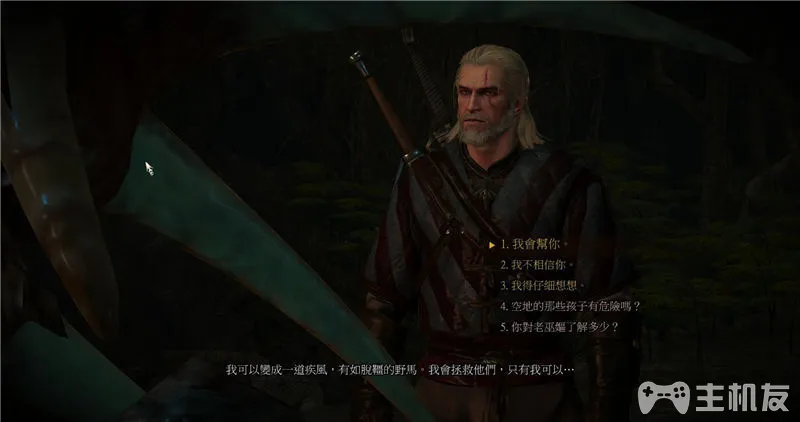 1. 我會幫你。
2. 我不相信你。
3. 我得仔細想想。
4. 空地的那些孩子有危險嗎？
5. 你對老巫嫗了解多少？
我可以變成一道疾風，有如脫韁的野馬。我會拯救他們，只有我可以…
主机友